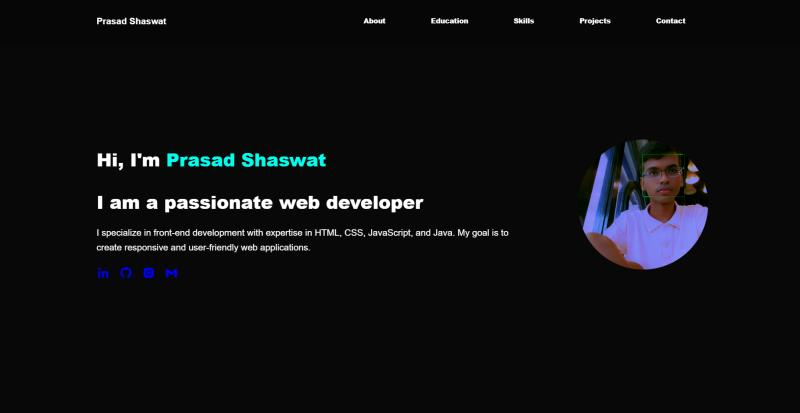 Prasad Shaswat
About Education Skills Projects Contact
Hi, I'm Prasad Shaswat
I am a passionate web developer
I specialize in front-end development with expertise in HTML, CSS, JavaScript, and Java. My goal is to
create responsive and user-friendly web applications.